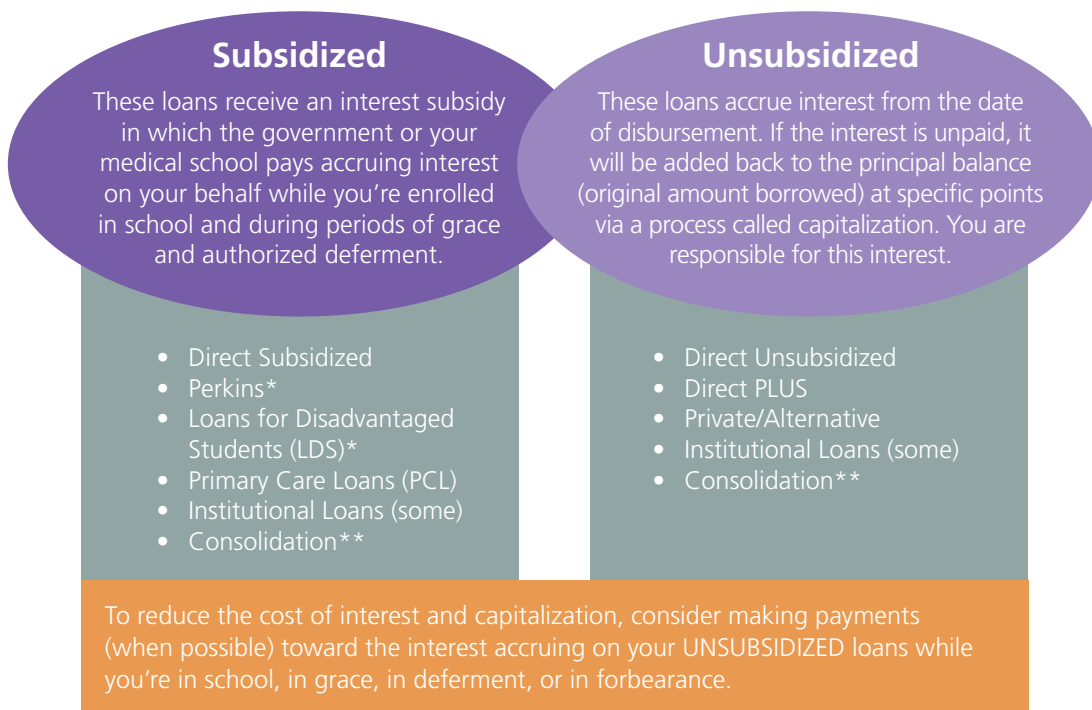 Subsidized
These loans receive an interest subsidy
in which the government or your
medical school pays accruing interest
on your behalf while you’re enrolled
in school and during periods of grace
and authorized deferment.
• Direct Subsidized
• Perkins*
• Loans for Disadvantaged
Students (LDS)*
• Primary Care Loans (PCL)
• Institutional Loans (some)
• Consolidation**
Unsubsidized
These loans accrue interest from the date
of disbursement. If the interest is unpaid, it
will be added back to the principal balance
(original amount borrowed) at specific points
via a process called capitalization. You are
responsible for this interest.
• Direct Unsubsidized
• Direct PLUS
• Private/Alternative
• Institutional Loans (some)
• Consolidation**
To reduce the cost of interest and capitalization, consider making payments
(when possible) toward the interest accruing on your UNSUBSIDIZED loans while
you’re in school, in grace, in deferment, or in forbearance.